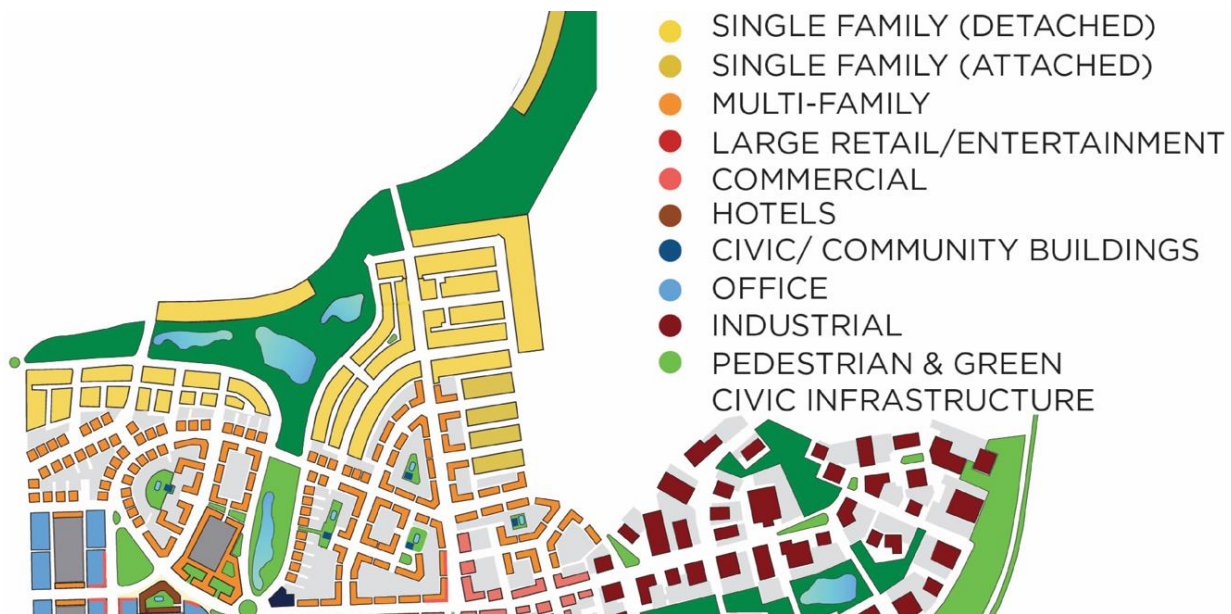 SINGLE FAMILY (DETACHED)
SINGLE FAMILY (ATTACHED)
MULTI-FAMILY
LARGE RETAIL/ENTERTAINMENT
COMMERCIAL
HOTELS
CIVIC/ COMMUNITY BUILDINGS
OFFICE
INDUSTRIAL
PEDESTRIAN & GREEN
CIVIC INFRASTRUCTURE